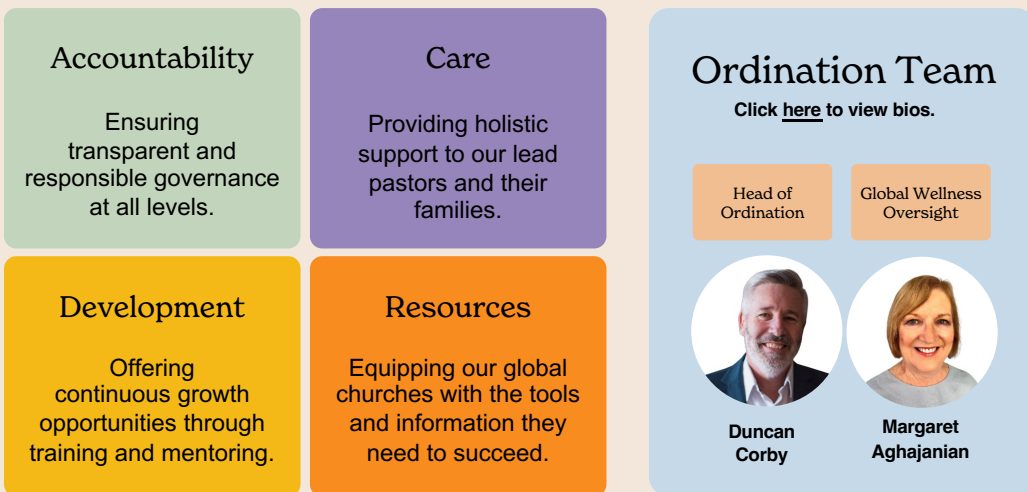 Accountability
Ensuring
transparent and
responsible governance
at all levels.
Care
Providing holistic
support to our lead
pastors and their
families.
Development
Offering
continuous growth
opportunities through
training and mentoring.
Resources
Equipping our global
churches with the tools
and information they
need to succeed.
Ordination Team
Click here to view bios.
Head of
Ordination
Global Wellness
Oversight
Duncan
Corby
Margaret
Aghajanian